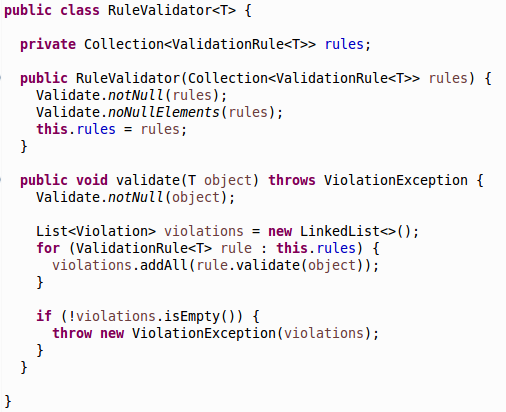 public class RuleValidator<T> {
private Collection<ValidationRule<T>> rules;
public RuleValidator(Collection<ValidationRule<T>> rules) {
Validate.notNull(rules);
Validate.noNullElements(rules);
this.rules = rules;
}
public void validate(T object) throws ViolationException {
Validate.notNull(object);
List<Violation> violations = new LinkedList<>();
for (ValidationRule<T> rule : this.rules) {
violations.addAll(rule.validate(object));
}
if (!violations.isEmpty()) {
throw new ViolationException(violations);
}
}
}